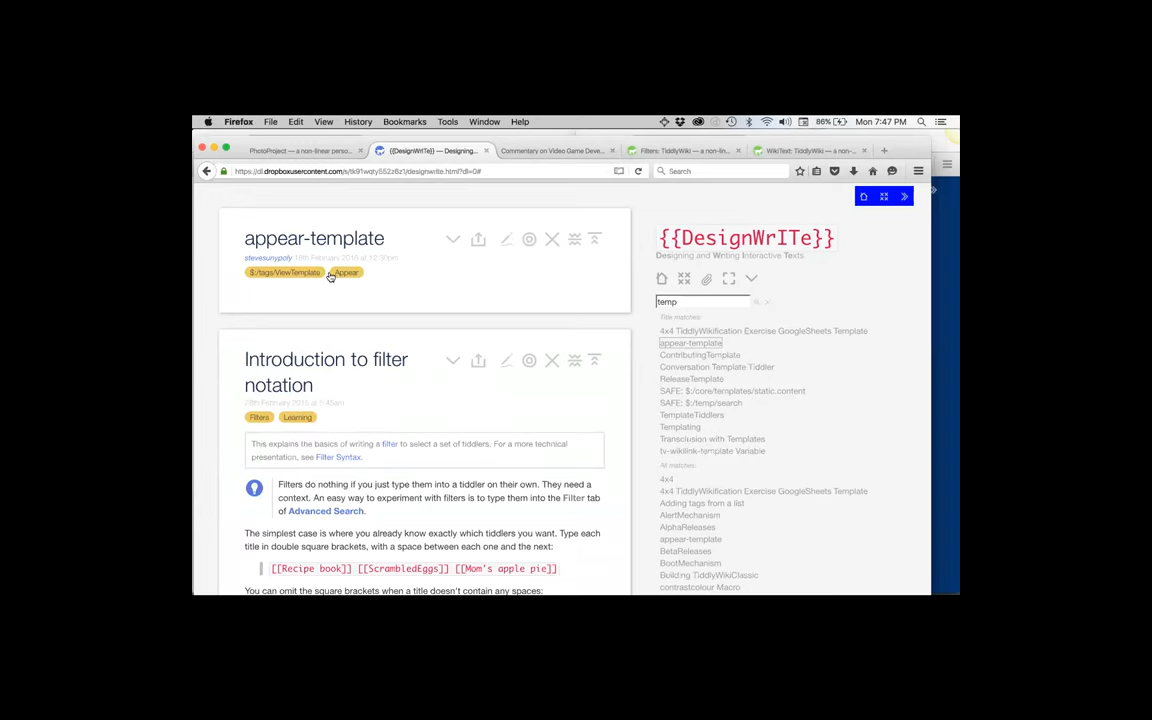 Firefox File Edit View History Bookmarks Tools Window Help 86% Mon 7:47 PM
PhotoProject — a non-linear perso... {{DesignWrITe}} — Designing... Commentary on Video Game Deve... Filters: TiddlyWiki — a non-lin... WikiText: TiddlyWiki — a non-...
https://dl.dropboxusercontent.com/s/tk91wqty552z6z1/designwrite.html?dl=0# Search
appear-template
stevesunypoly 18th February 2016 at 12:30pm
$:/tags/ViewTemplate Appear
Introduction to filter
notation
Filters Learning
This explains the basics of writing a filter to select a set of tiddlers. For a more technical
presentation, see Filter Syntax.
Filters do nothing if you just type them into a tiddler on their own. They need a
context. An easy way to experiment with filters is to type them into the Filter tab
of Advanced Search.
The simplest case is where you already know exactly which tiddlers you want. Type each
title in double square brackets, with a space between each one and the next:
[[Recipe book]] [[ScrambledEggs]] [[Mom's apple pie]]
You can omit the square brackets when a title doesn't contain any spaces:
{{DesignWrITe}}
Designing and Writing Interactive Texts
temp
Title matches:
4x4 TiddlyWikification Exercise GoogleSheets Template
appear-template
ContributingTemplate
Conversation Template Tiddler
ReleaseTemplate
SAFE: $:/core/templates/static.content
SAFE: $:/temp/search
TemplateTiddlers
Templating
Transclusion with Templates
tv-wikilink-template Variable
All matches:
4x4
4x4 TiddlyWikification Exercise GoogleSheets Template
Adding tags from a list
AlertMechanism
AlphaReleases
appear-template
BetaReleases
BootMechanism
Building TiddlyWikiClassic
contrastcolour Macro